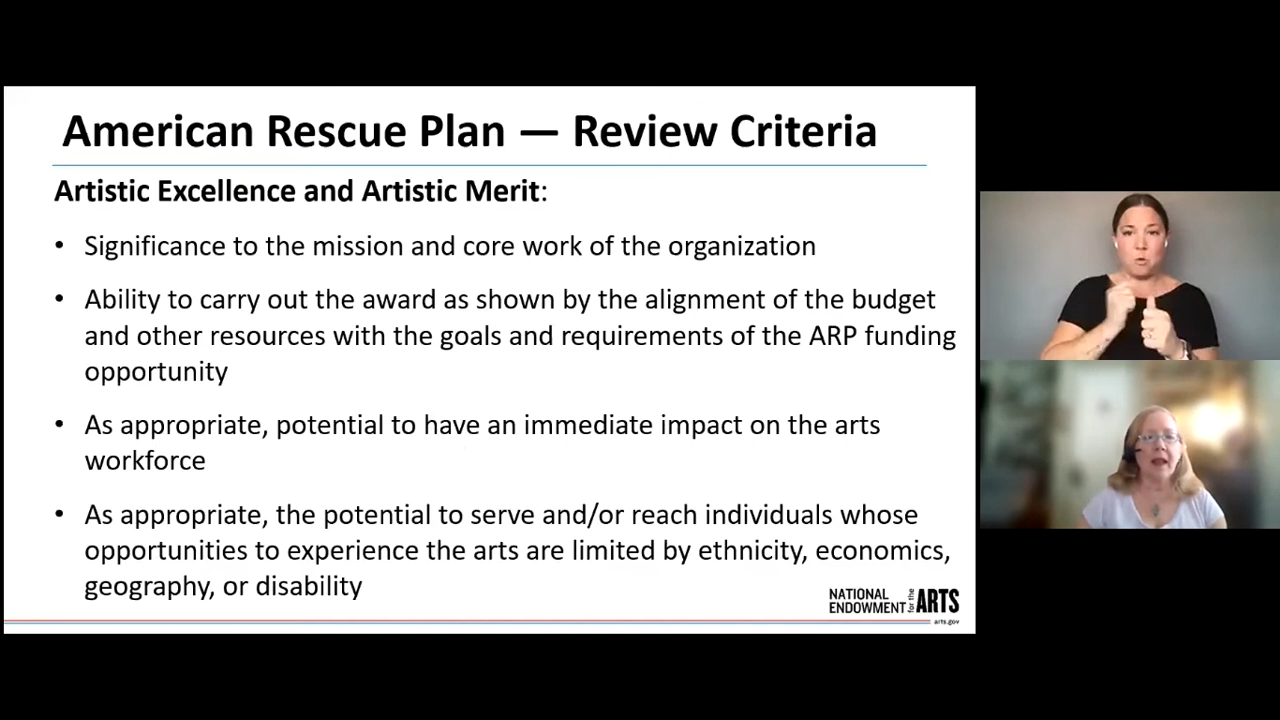 American Rescue Plan — Review Criteria
Artistic Excellence and Artistic Merit:
• Significance to the mission and core work of the organization
• Ability to carry out the award as shown by the alignment of the budget
and other resources with the goals and requirements of the ARP funding
opportunity
• As appropriate, potential to have an immediate impact on the arts
workforce
• As appropriate, the potential to serve and/or reach individuals whose
opportunities to experience the arts are limited by ethnicity, economics,
geography, or disability
NATIONAL
ENDOWMENT for the ARTS
arts.gov